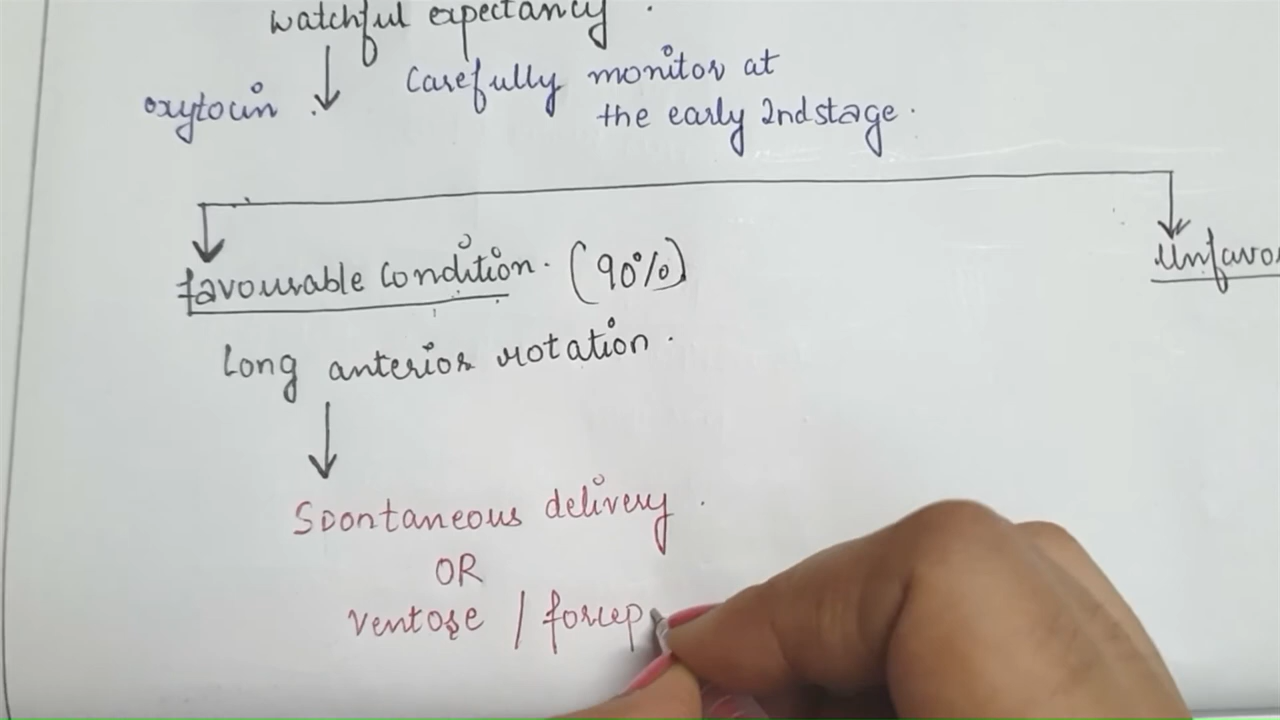 watchful expectancy .
oxytocin .
Carefully monitor at
the early 2nd stage .
favourable condition . (90%)
Unfavo
Long anterior rotation .
Spontaneous delivery .
OR
ventose / forcep